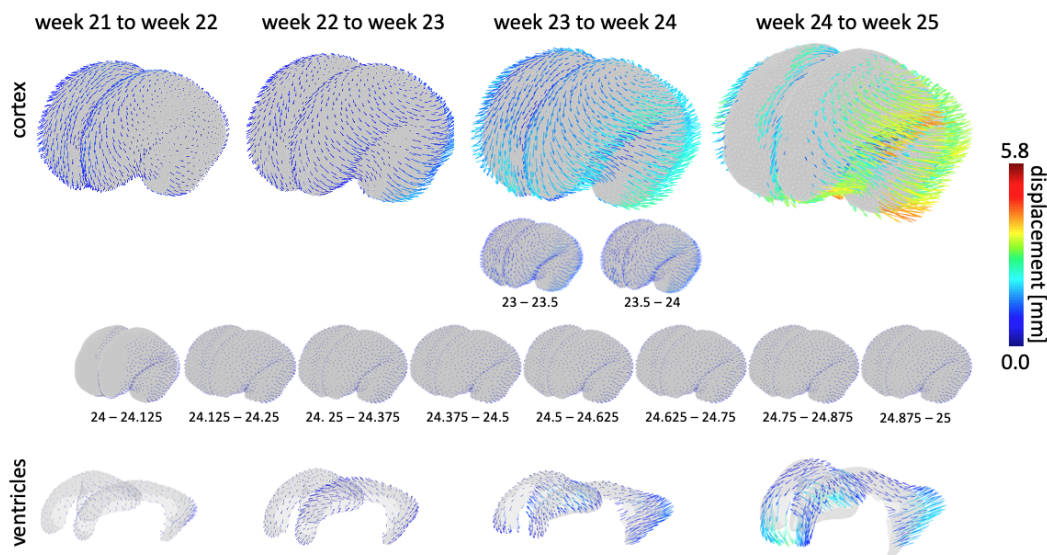 week 21 to week 22
week 22 to week 23
week 23 to week 24
week 24 to week 25
cortex
5.8
displacement [mm]
0.0
23 – 23.5
23.5 – 24
24 – 24.125
24.125 – 24.25
24. 25 – 24.375
24.375 – 24.5
24.5 – 24.625
24.625 – 24.75
24.75 – 24.875
24.875 – 25
ventricles